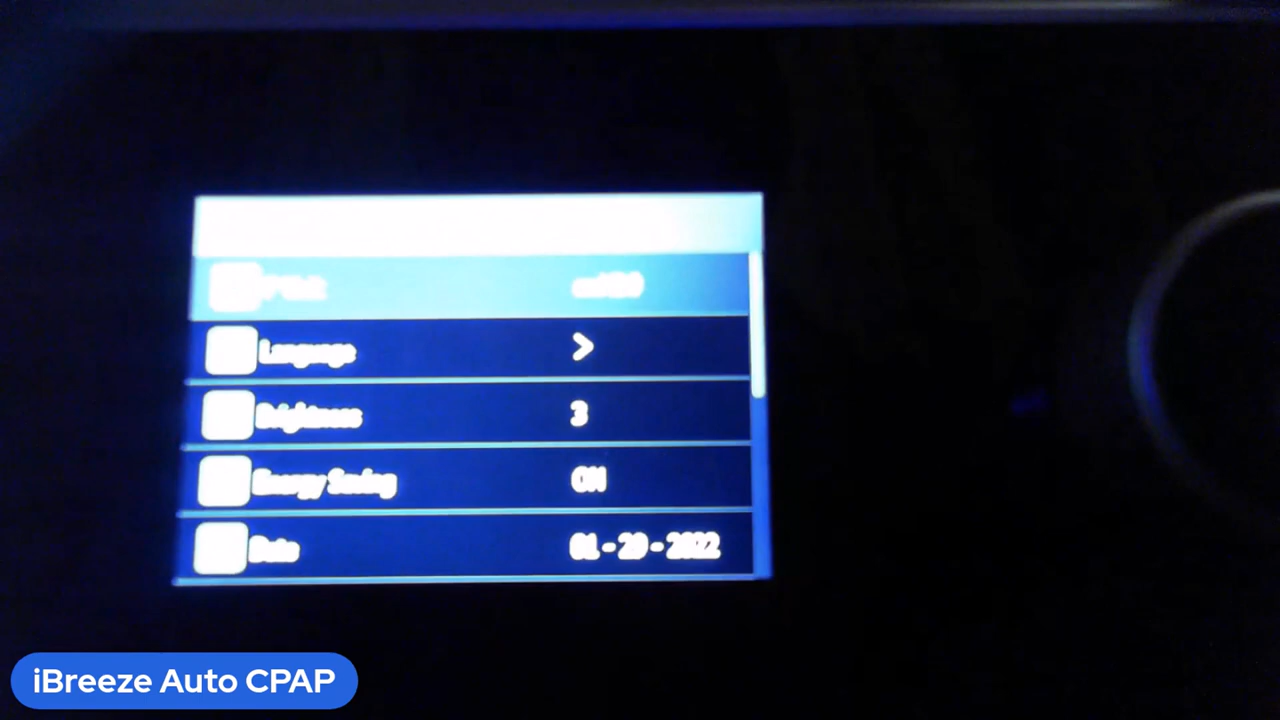 Language >
Brightness 3
Energy Saving ON
Date 01 - 29 - 2022
iBreeze Auto CPAP